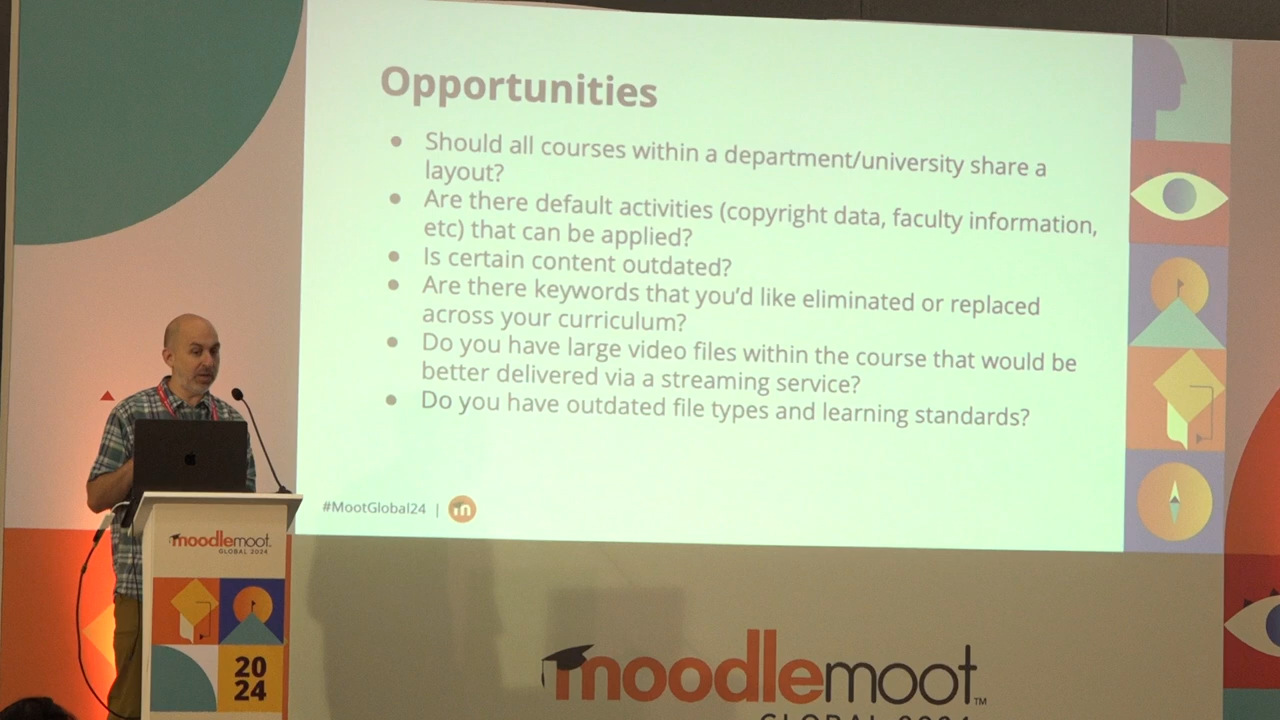 Opportunities
● Should all courses within a department/university share a
layout?
● Are there default activities (copyright data, faculty information,
etc) that can be applied?
● Is certain content outdated?
● Are there keywords that you'd like eliminated or replaced
across your curriculum?
● Do you have large video files within the course that would be
better delivered via a streaming service?
● Do you have outdated file types and learning standards?
#MootGlobal24 |
moodlemoot
GLOBAL 2024
20
24
moodlemoot™
GLOBAL 2024